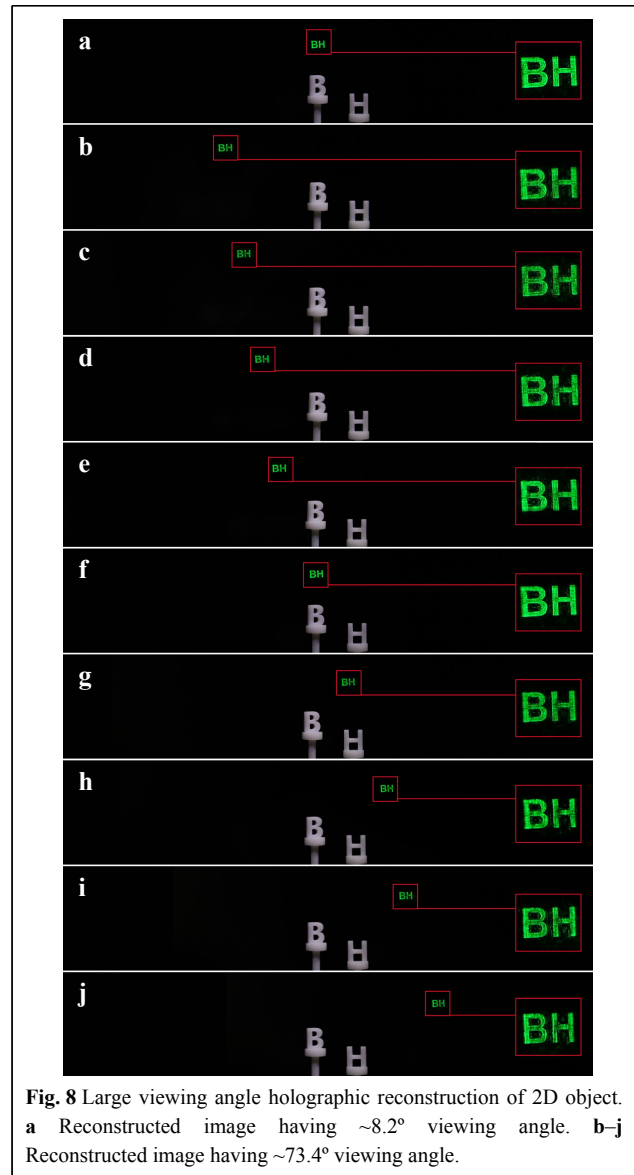 a
BH
BH
B H
b
BH
BH
B H
c
BH
BH
B H
d
BH
BH
B H
e
BH
BH
B H
f
BH
BH
B H
g
BH
BH
B H
h
BH
BH
B H
i
BH
BH
B H
j
BH
BH
B H
Fig. 8 Large viewing angle holographic reconstruction of 2D object.
a Reconstructed image having ~8.2º viewing angle. b–j
Reconstructed image having ~73.4º viewing angle.